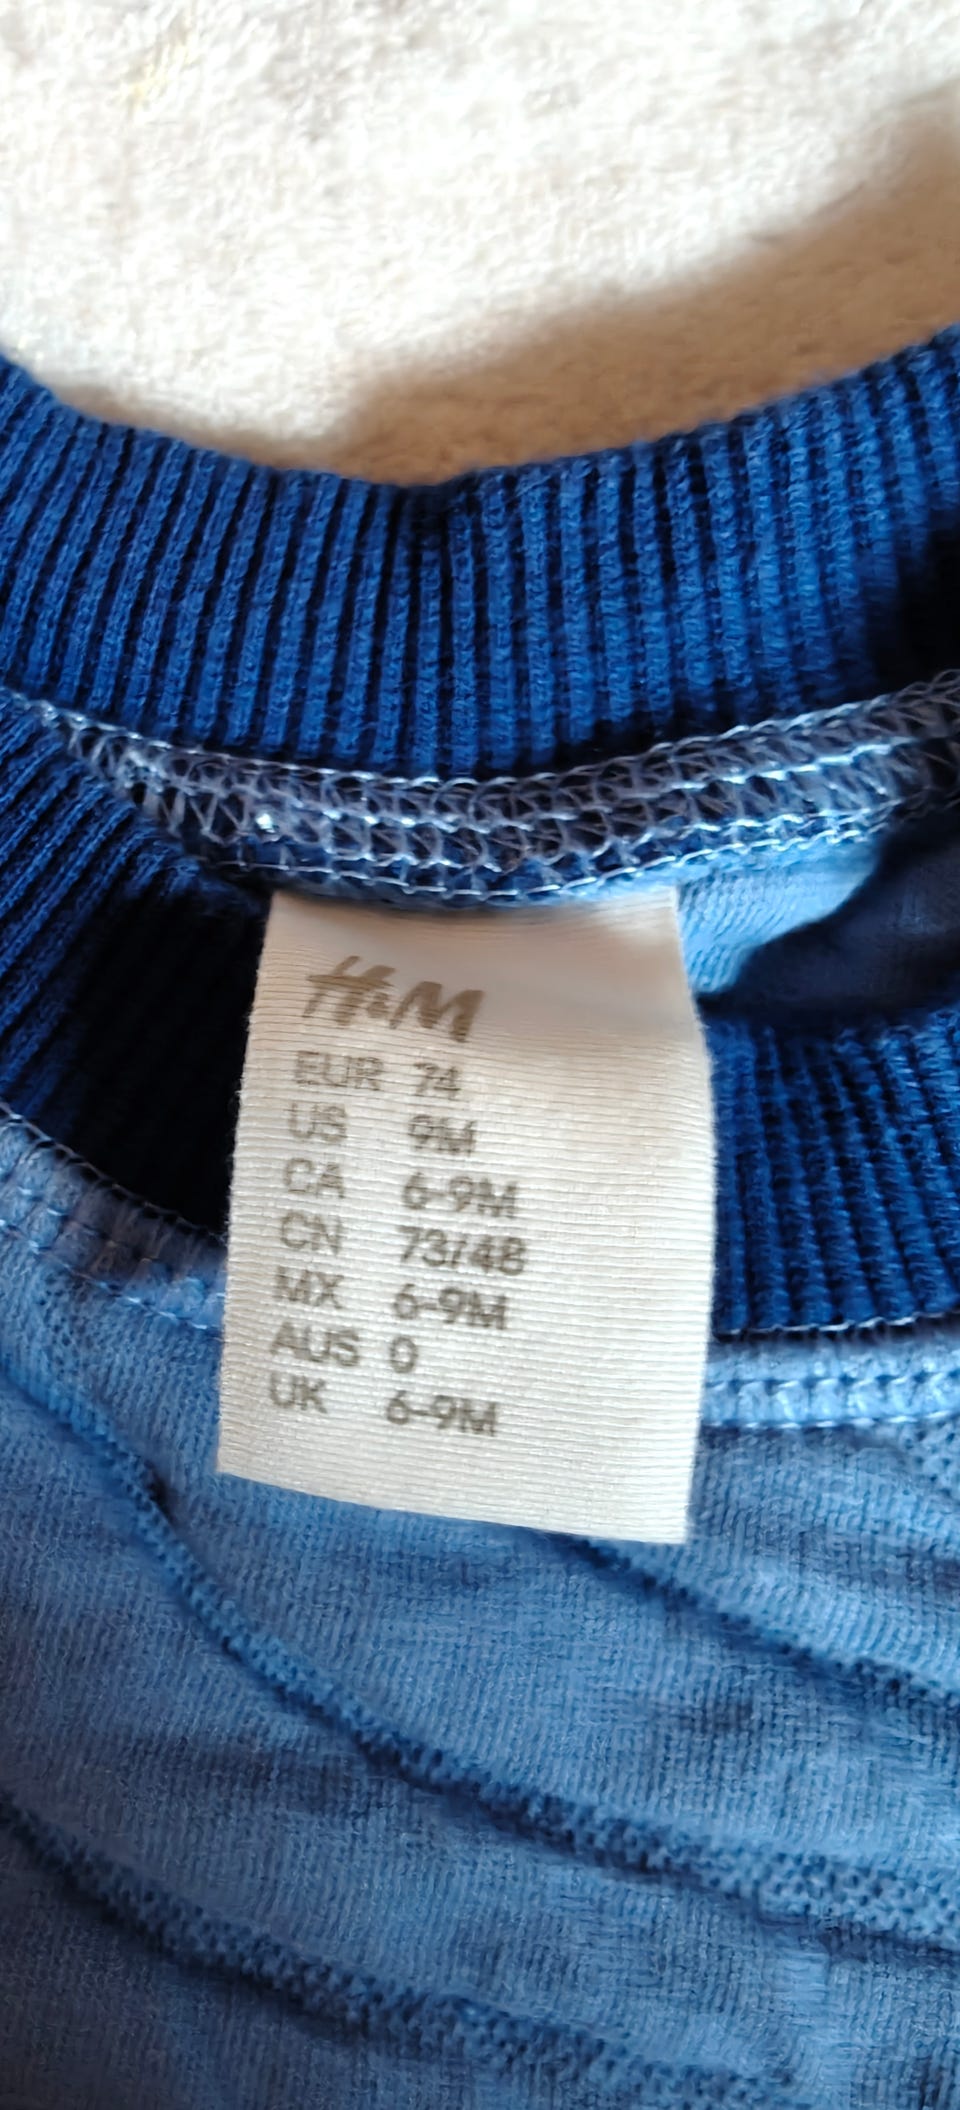 H&M
EUR 74
US 9M
CA 6-9M
CN 73/48
MX 6-9M
AUS 0
UK 6-9M